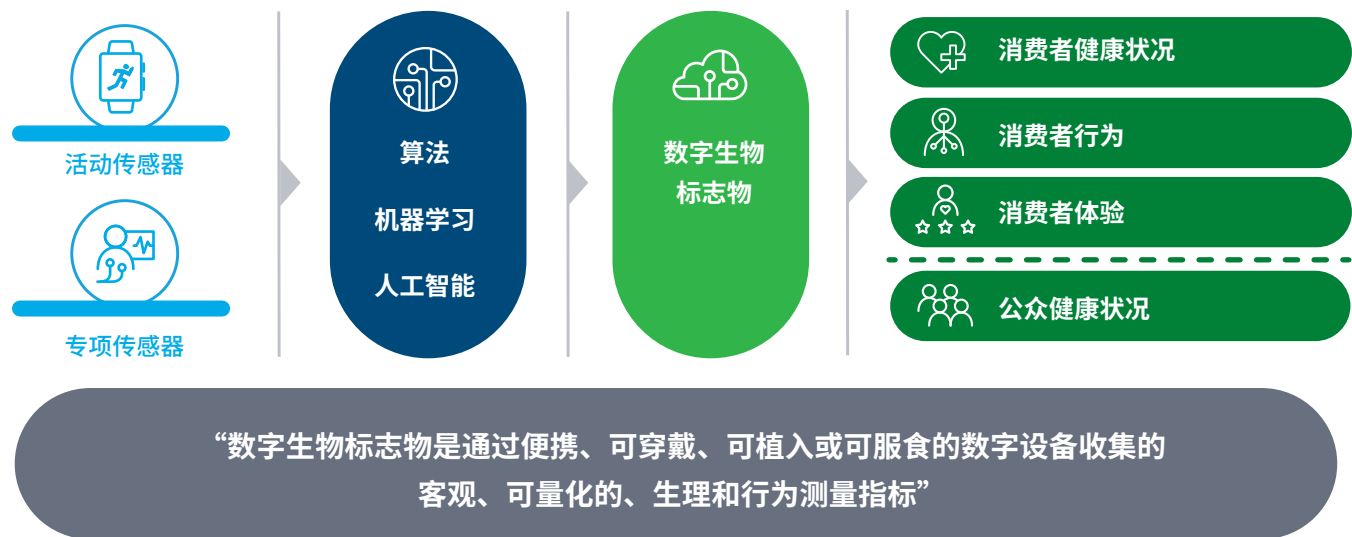 活动传感器
专项传感器
算法
机器学习
人工智能
数字生物
标志物
消费者健康状况
消费者行为
消费者体验
公众健康状况
“数字生物标志物是通过便携、可穿戴、可植入或可服食的数字设备收集的
客观、可量化的、生理和行为测量指标”